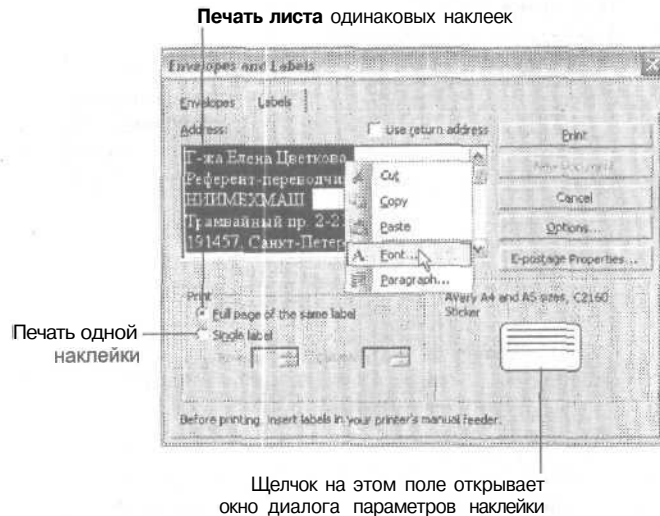 Печать листа одинаковых наклеек
Envelopes and Labels
Envelopes Labels
Address: Use return address
Г-жа Елена Цветкова
Референт-переводчи
НИИМЕХМАШ
Трамвайный пр. 2-2
191457, Санут-Петер
Cut
Copy
Paste
Font...
Paragraph...
Print
Cancel
Options...
E-postage Properties...
Print
Full page of the same label
Single label
Avery A4 and A5 sizes, C2160
Sticker
Печать одной
наклейки
Before printing, insert labels in your printer's manual feeder.
Щелчок на этом поле открывает
окно диалога параметров наклейки